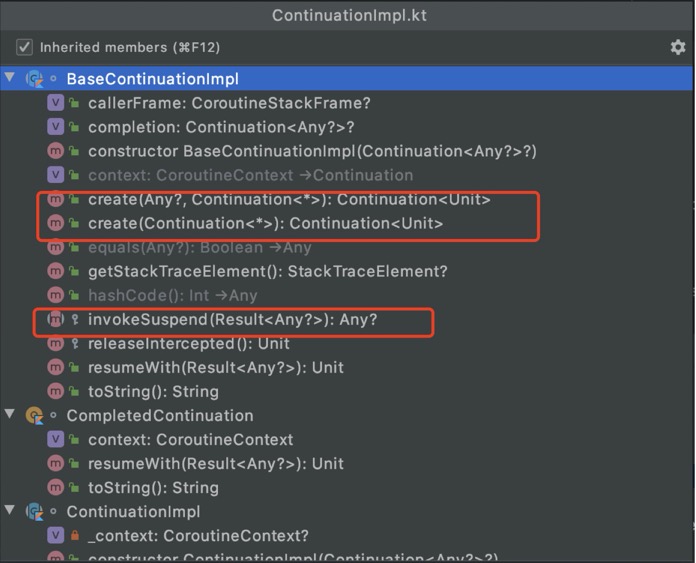 ContinuationImpl.kt
Inherited members (⌘F12)
BaseContinuationImpl
callerFrame: CoroutineStackFrame?
completion: Continuation<Any?>?
constructor BaseContinuationImpl(Continuation<Any?>?)
context: CoroutineContext →Continuation
create(Any?, Continuation<*>): Continuation<Unit>
create(Continuation<*>): Continuation<Unit>
equals(Any?): Boolean →Any
getStackTraceElement(): StackTraceElement?
hashCode(): Int →Any
invokeSuspend(Result<Any?>): Any?
releaseIntercepted(): Unit
resumeWith(Result<Any?>): Unit
toString(): String
CompletedContinuation
context: CoroutineContext
resumeWith(Result<Any?>): Unit
toString(): String
ContinuationImpl
_context: CoroutineContext?
constructor ContinuationImpl(Continuation<Any?>?)